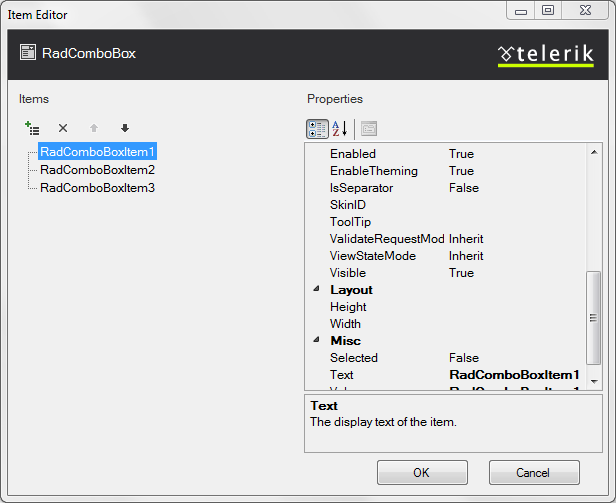 Item Editor
RadComboBox
telerik
Items
Properties
RadComboBoxItem1
RadComboBoxItem2
RadComboBoxItem3
Enabled True
EnableTheming True
IsSeparator False
SkinID
ToolTip
ValidateRequestMod Inherit
ViewStateMode Inherit
Visible True
Layout
Height
Width
Misc
Selected False
Text RadComboBoxItem1
Text
The display text of the item.
OK Cancel